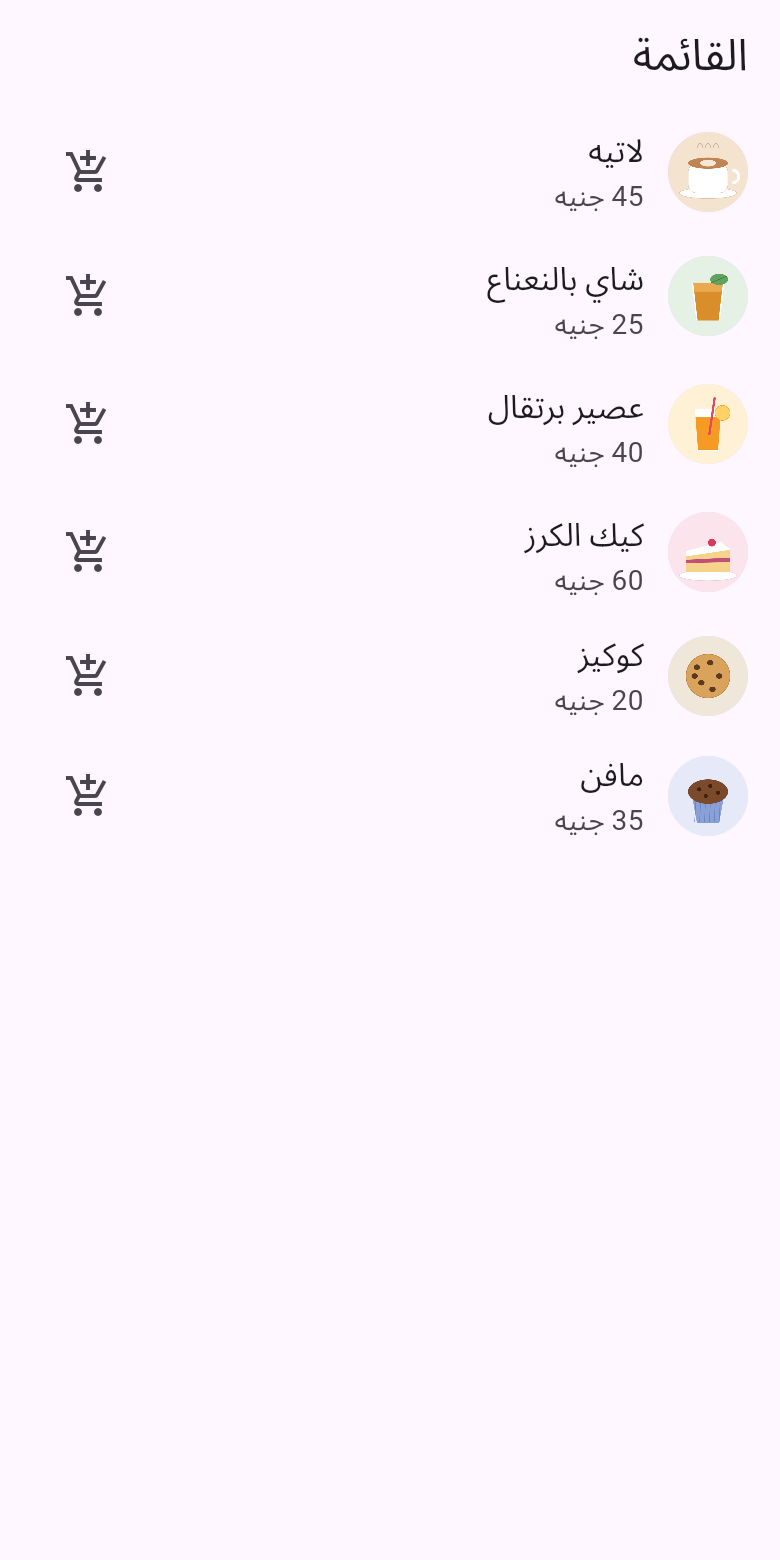 القائمة
لاتيه
45 جنيه
شاي بالنعناع
25 جنيه
عصير برتقال
40 جنيه
كيك الكرز
60 جنيه
كوكيز
20 جنيه
مافن
35 جنيه